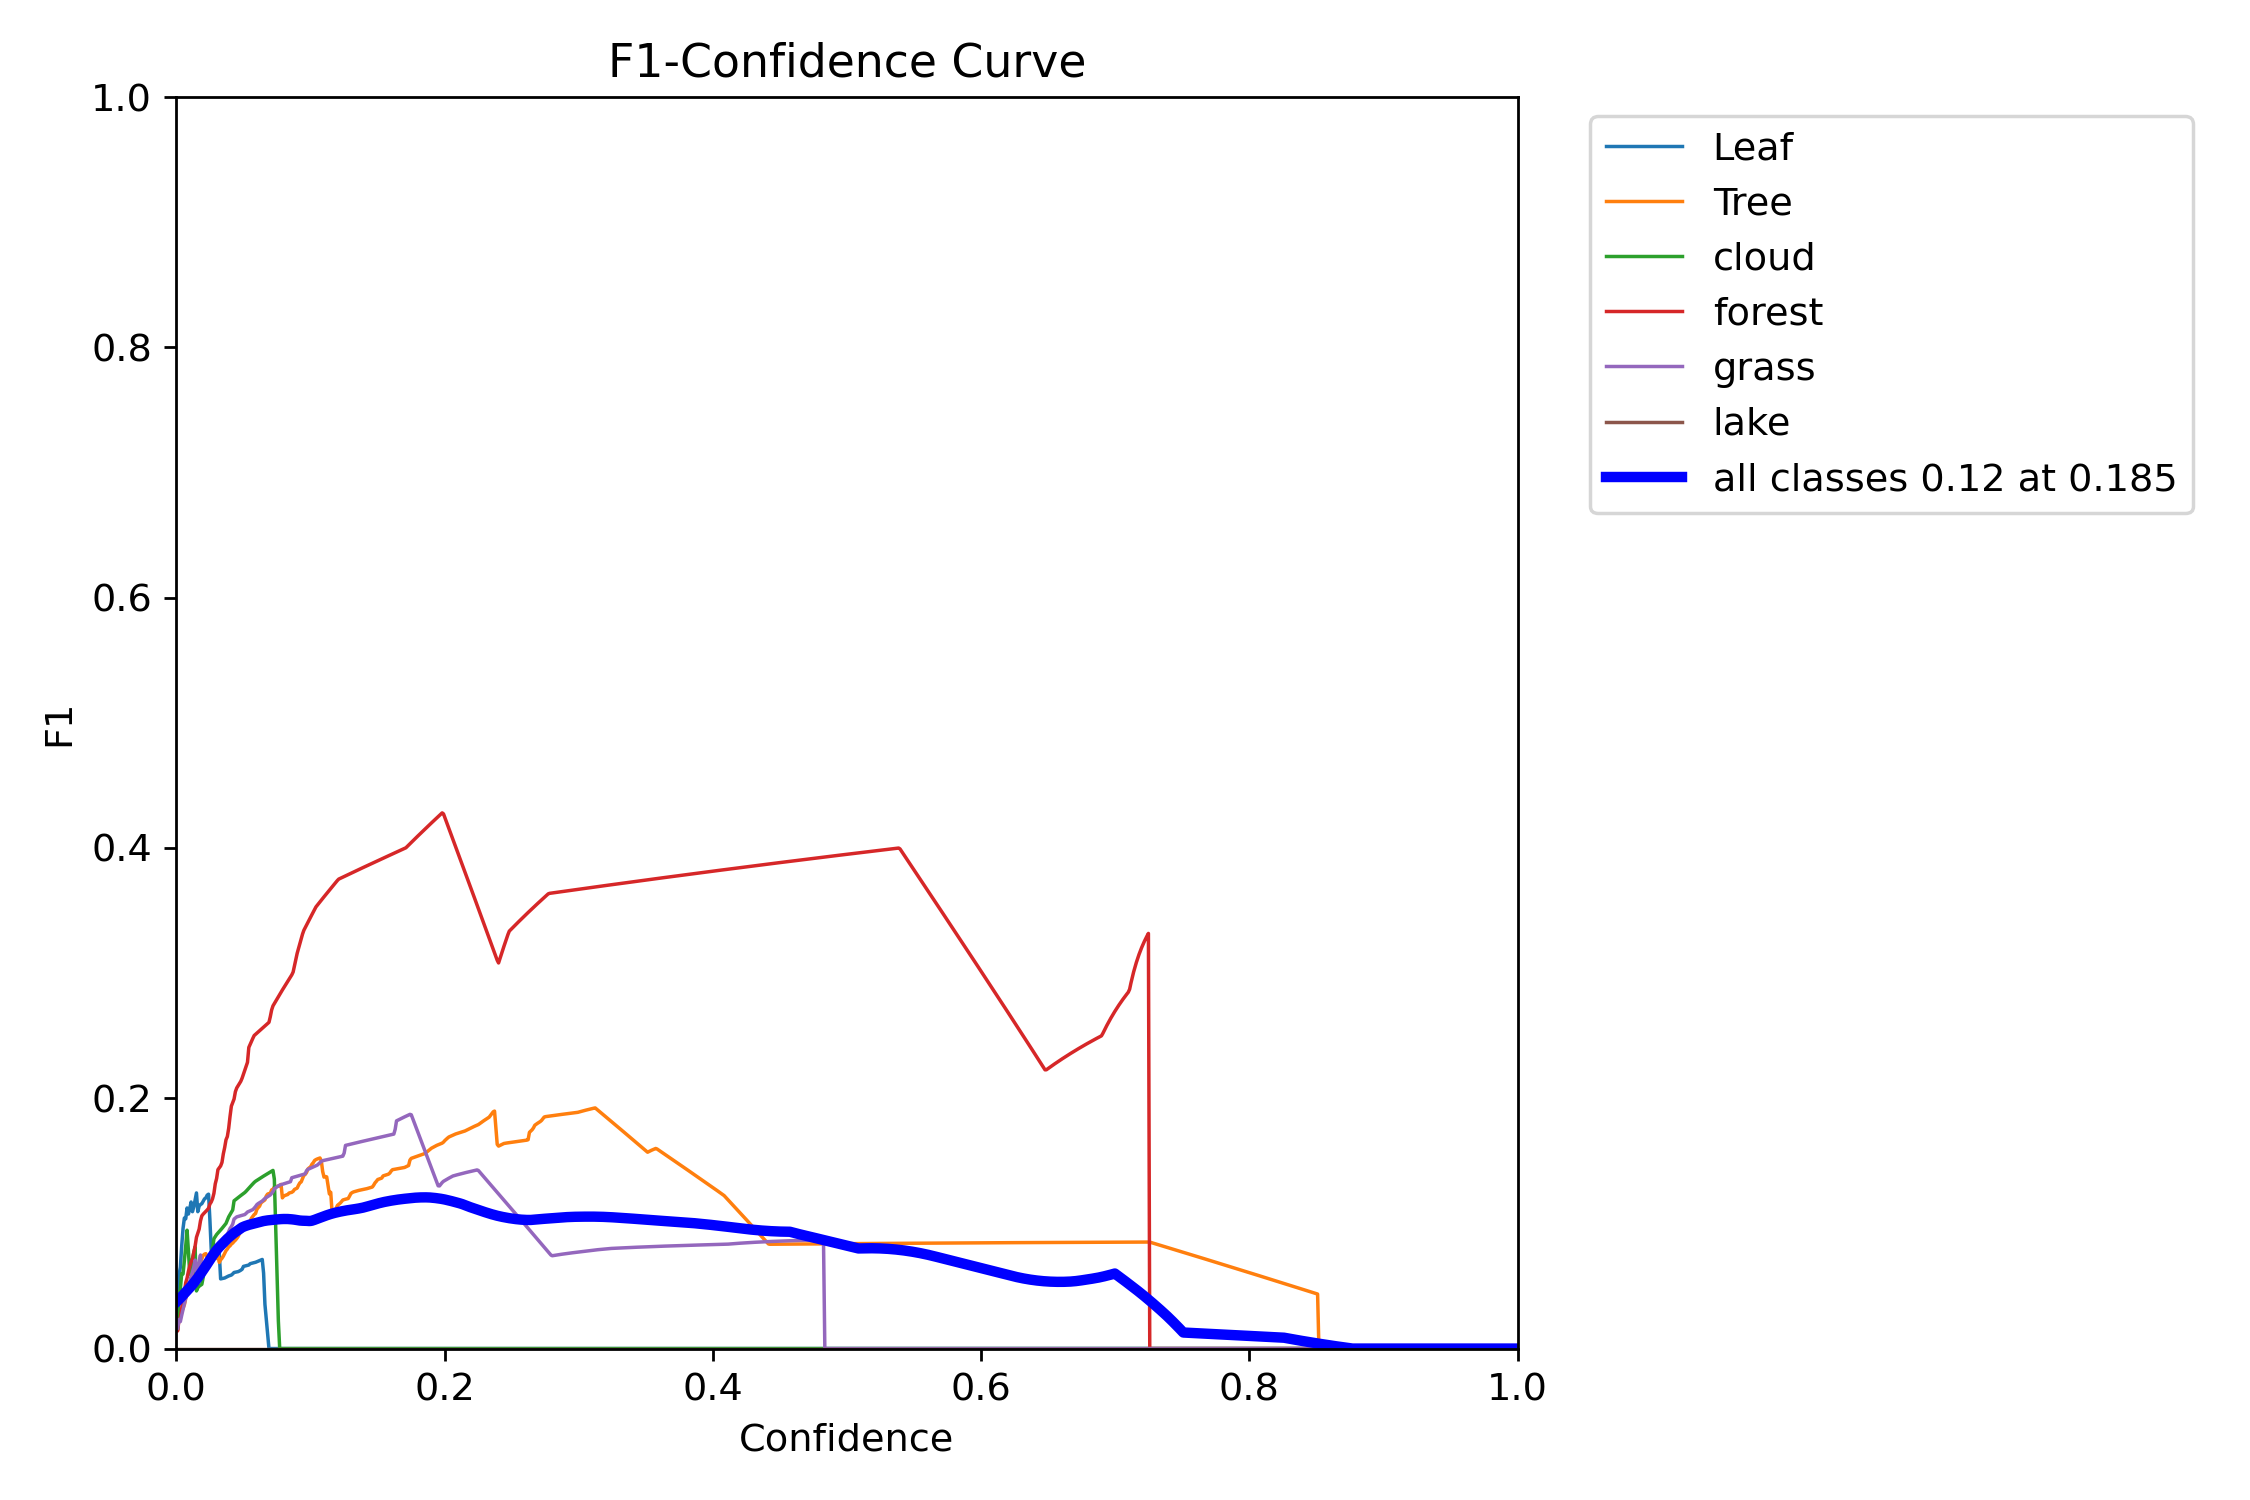 F1-Confidence Curve
1.0
0.8
0.6
0.4
0.2
0.0
F1
0.0 0.2 0.4 0.6 0.8 1.0
Confidence
Leaf
Tree
cloud
forest
grass
lake
all classes 0.12 at 0.185